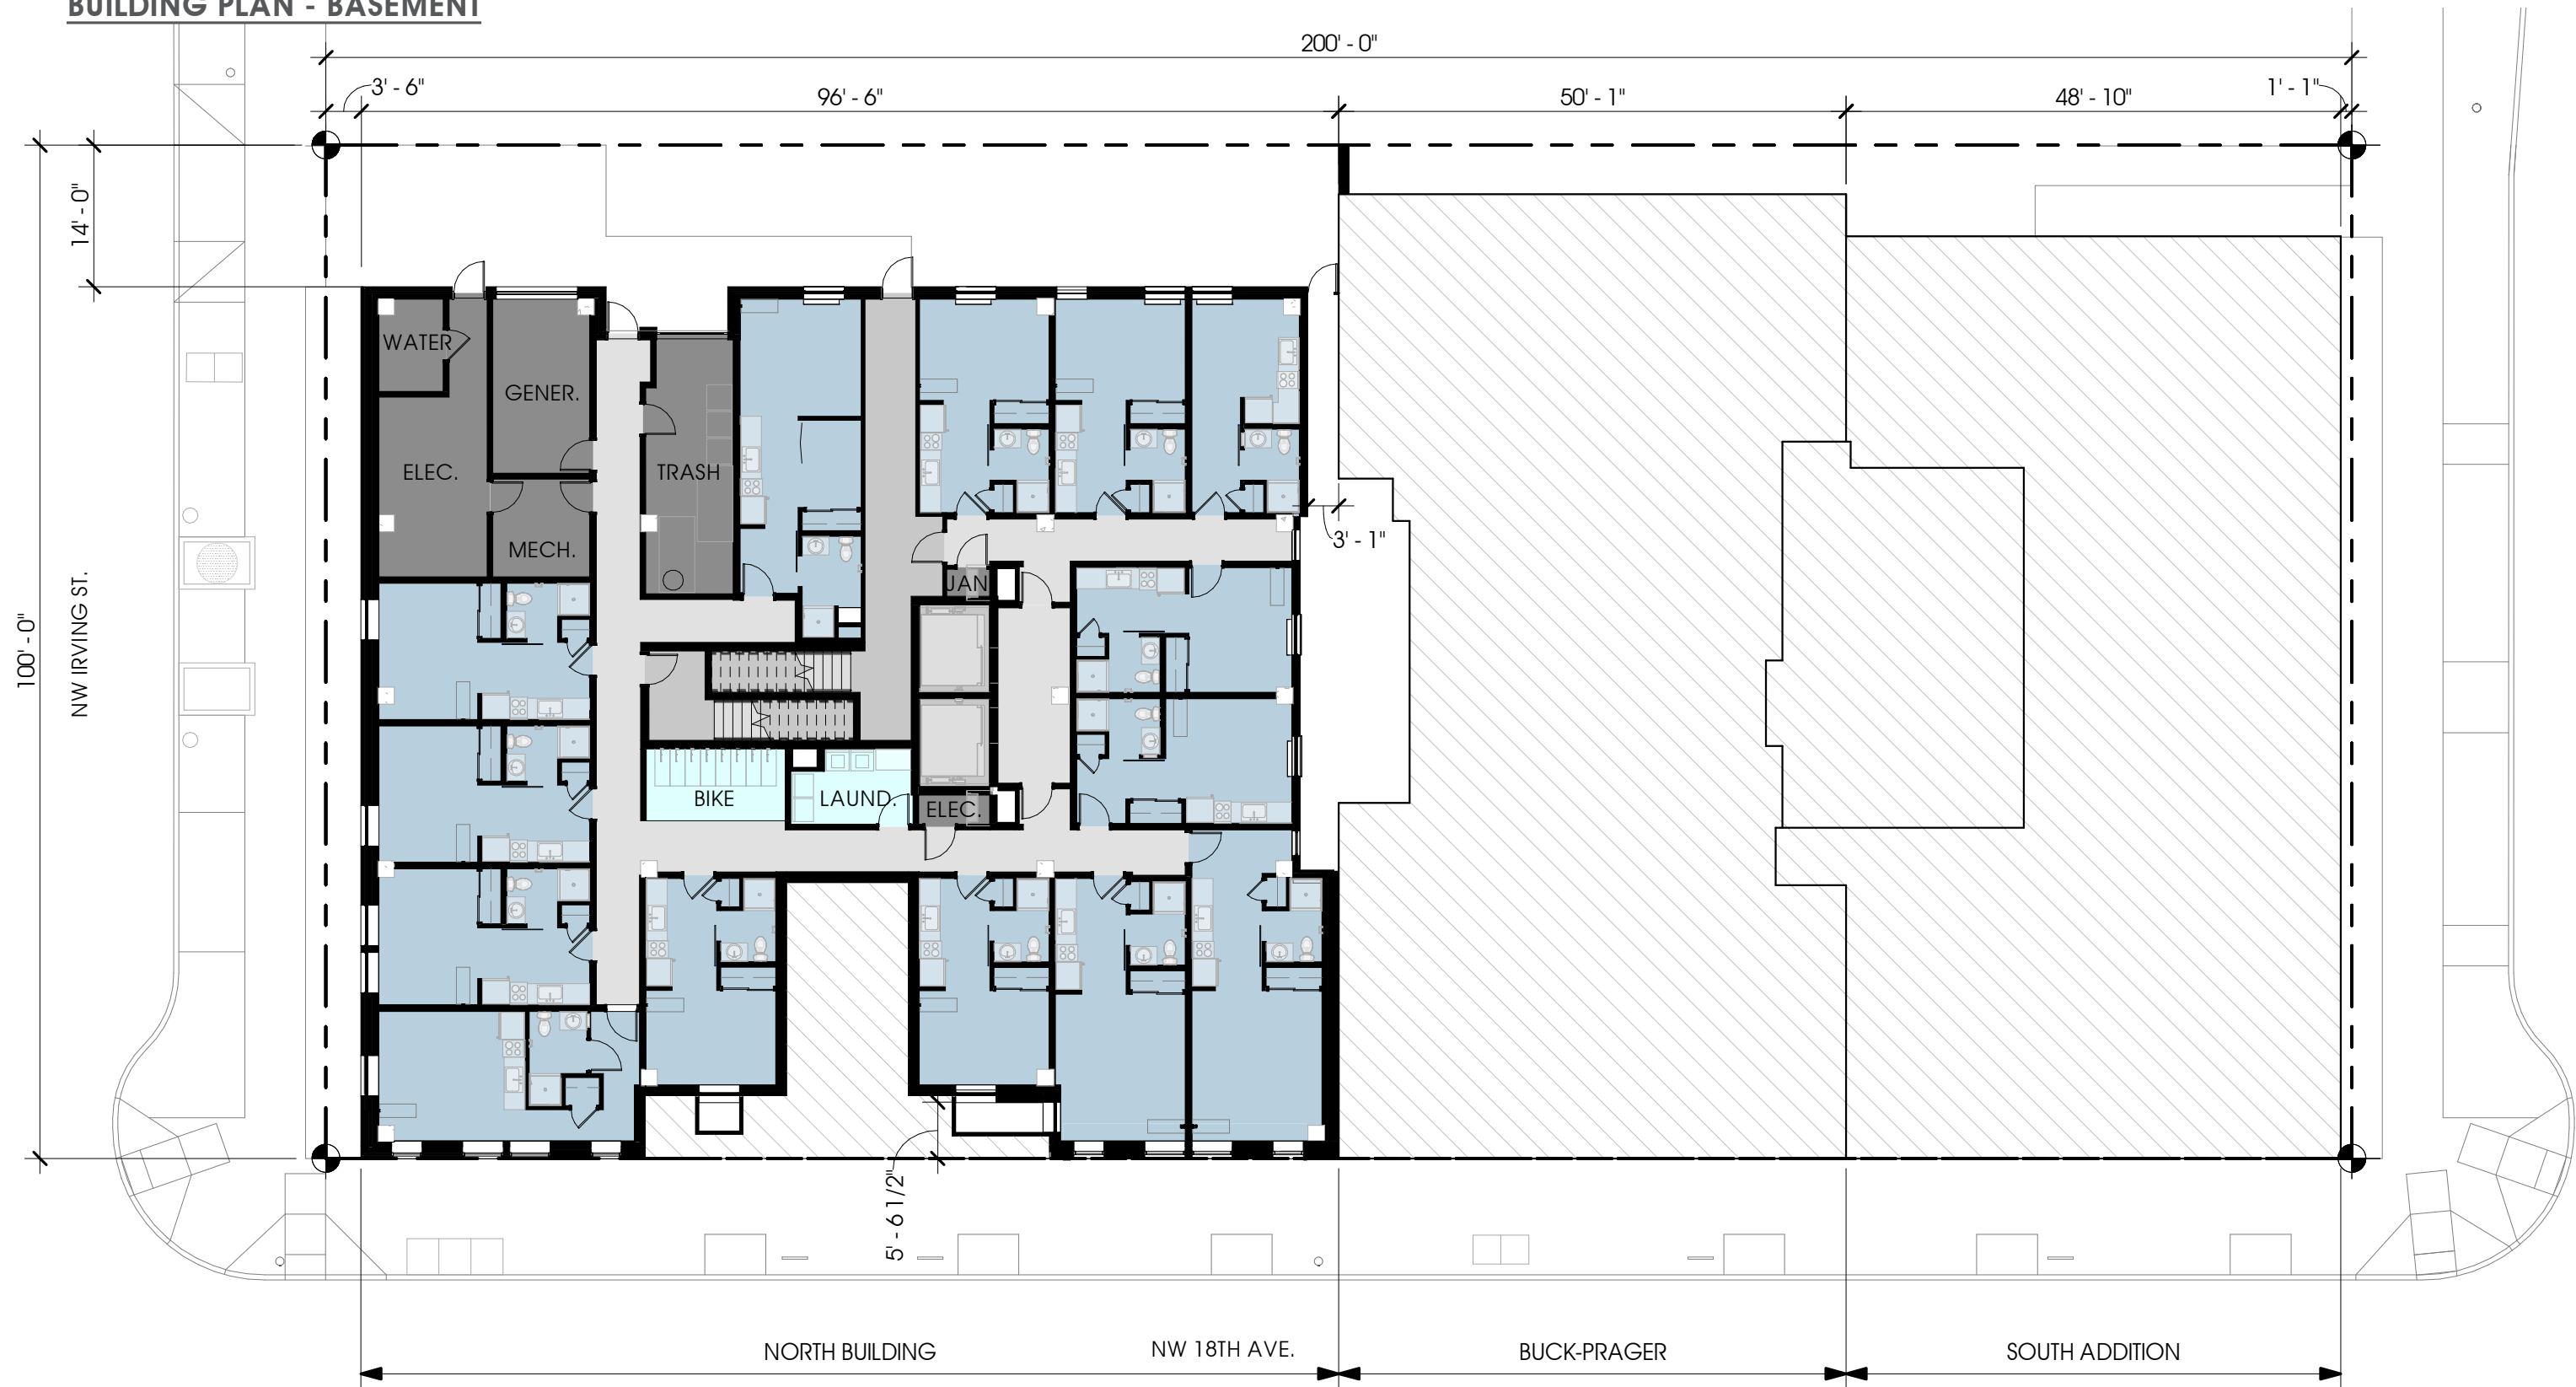 BUILDING PLAN - BASEMENT
200' - 0"
3' - 6"
96' - 6"
50' - 1"
48' - 10"
1' - 1"
14' - 0"
100' - 0"
NW IRVING ST.
WATER
GENER.
ELEC.
TRASH
MECH.
3' - 1"
JAN
BIKE
LAUND.
ELEC.
5' - 6 1/2"
NORTH BUILDING
NW 18TH AVE.
BUCK-PRAGER
SOUTH ADDITION